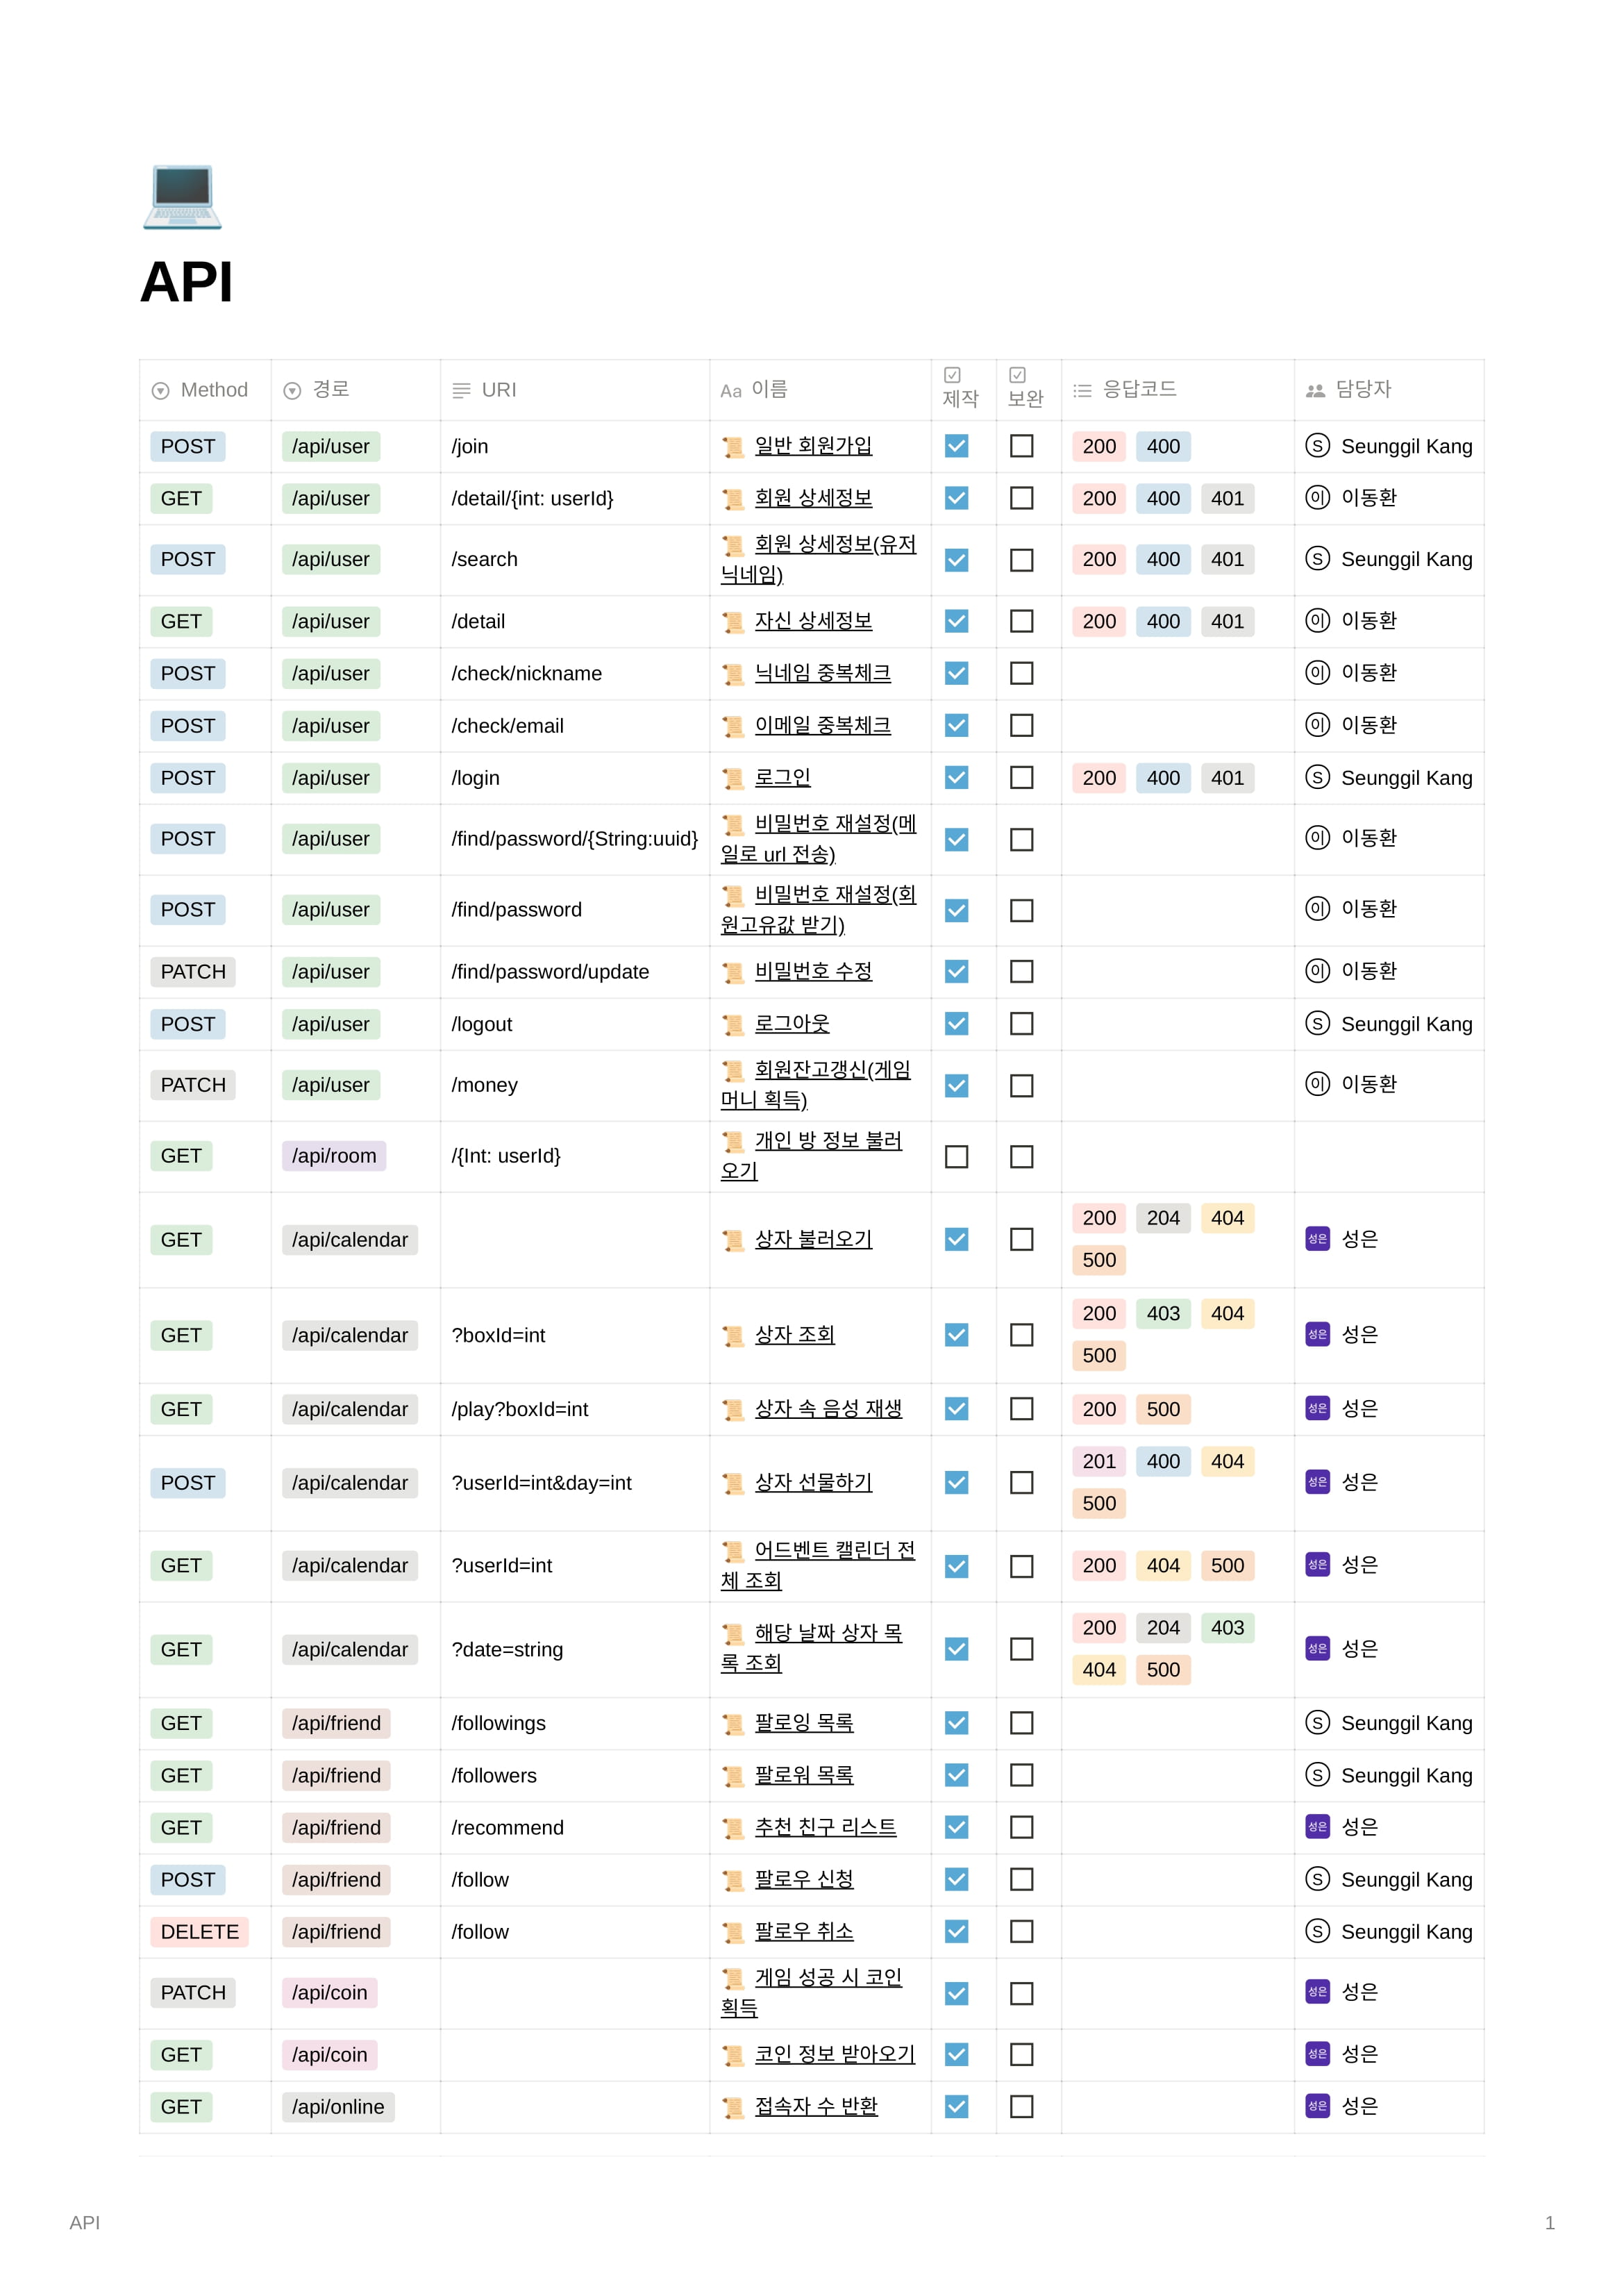 API
Method 경로 URI Aa 이름 제작 보완 응답코드 담당자
POST /api/user /join 일반 회원가입 200 400 S Seunggil Kang
GET /api/user /detail/{int: userId} 회원 상세정보 200 400 401 이 이동환
POST /api/user /search 회원 상세정보(유저
닉네임) 200 400 401 S Seunggil Kang
GET /api/user /detail 자신 상세정보 200 400 401 이 이동환
POST /api/user /check/nickname 닉네임 중복체크 이 이동환
POST /api/user /check/email 이메일 중복체크 이 이동환
POST /api/user /login 로그인 200 400 401 S Seunggil Kang
POST /api/user /find/password/{String:uuid} 비밀번호 재설정(메
일로 url 전송) 이 이동환
POST /api/user /find/password 비밀번호 재설정(회
원고유값 받기) 이 이동환
PATCH /api/user /find/password/update 비밀번호 수정 이 이동환
POST /api/user /logout 로그아웃 S Seunggil Kang
PATCH /api/user /money 회원잔고갱신(게임
머니 획득) 이 이동환
GET /api/room /{Int: userId} 개인 방 정보 불러
오기
GET /api/calendar 상자 불러오기 200 204 404
500 성은 성은
GET /api/calendar ?boxId=int 상자 조회 200 403 404
500 성은 성은
GET /api/calendar /play?boxId=int 상자 속 음성 재생 200 500 성은 성은
POST /api/calendar ?userId=int&day=int 상자 선물하기 201 400 404
500 성은 성은
GET /api/calendar ?userId=int 어드벤트 캘린더 전
체 조회 200 404 500 성은 성은
GET /api/calendar ?date=string 해당 날짜 상자 목
록 조회 200 204 403
404 500 성은 성은
GET /api/friend /followings 팔로잉 목록 S Seunggil Kang
GET /api/friend /followers 팔로워 목록 S Seunggil Kang
GET /api/friend /recommend 추천 친구 리스트 성은 성은
POST /api/friend /follow 팔로우 신청 S Seunggil Kang
DELETE /api/friend /follow 팔로우 취소 S Seunggil Kang
PATCH /api/coin 게임 성공 시 코인
획득 성은 성은
GET /api/coin 코인 정보 받아오기 성은 성은
GET /api/online 접속자 수 반환 성은 성은
API 1